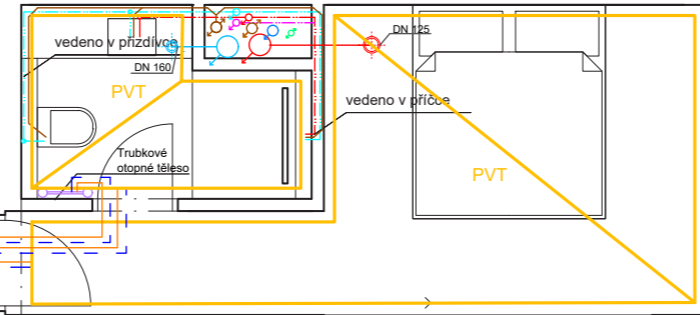 DN 125
vedeno v přizdívce
DN 160
PVT
vedeno v příčce
Trubkové
otopné těleso
PVT